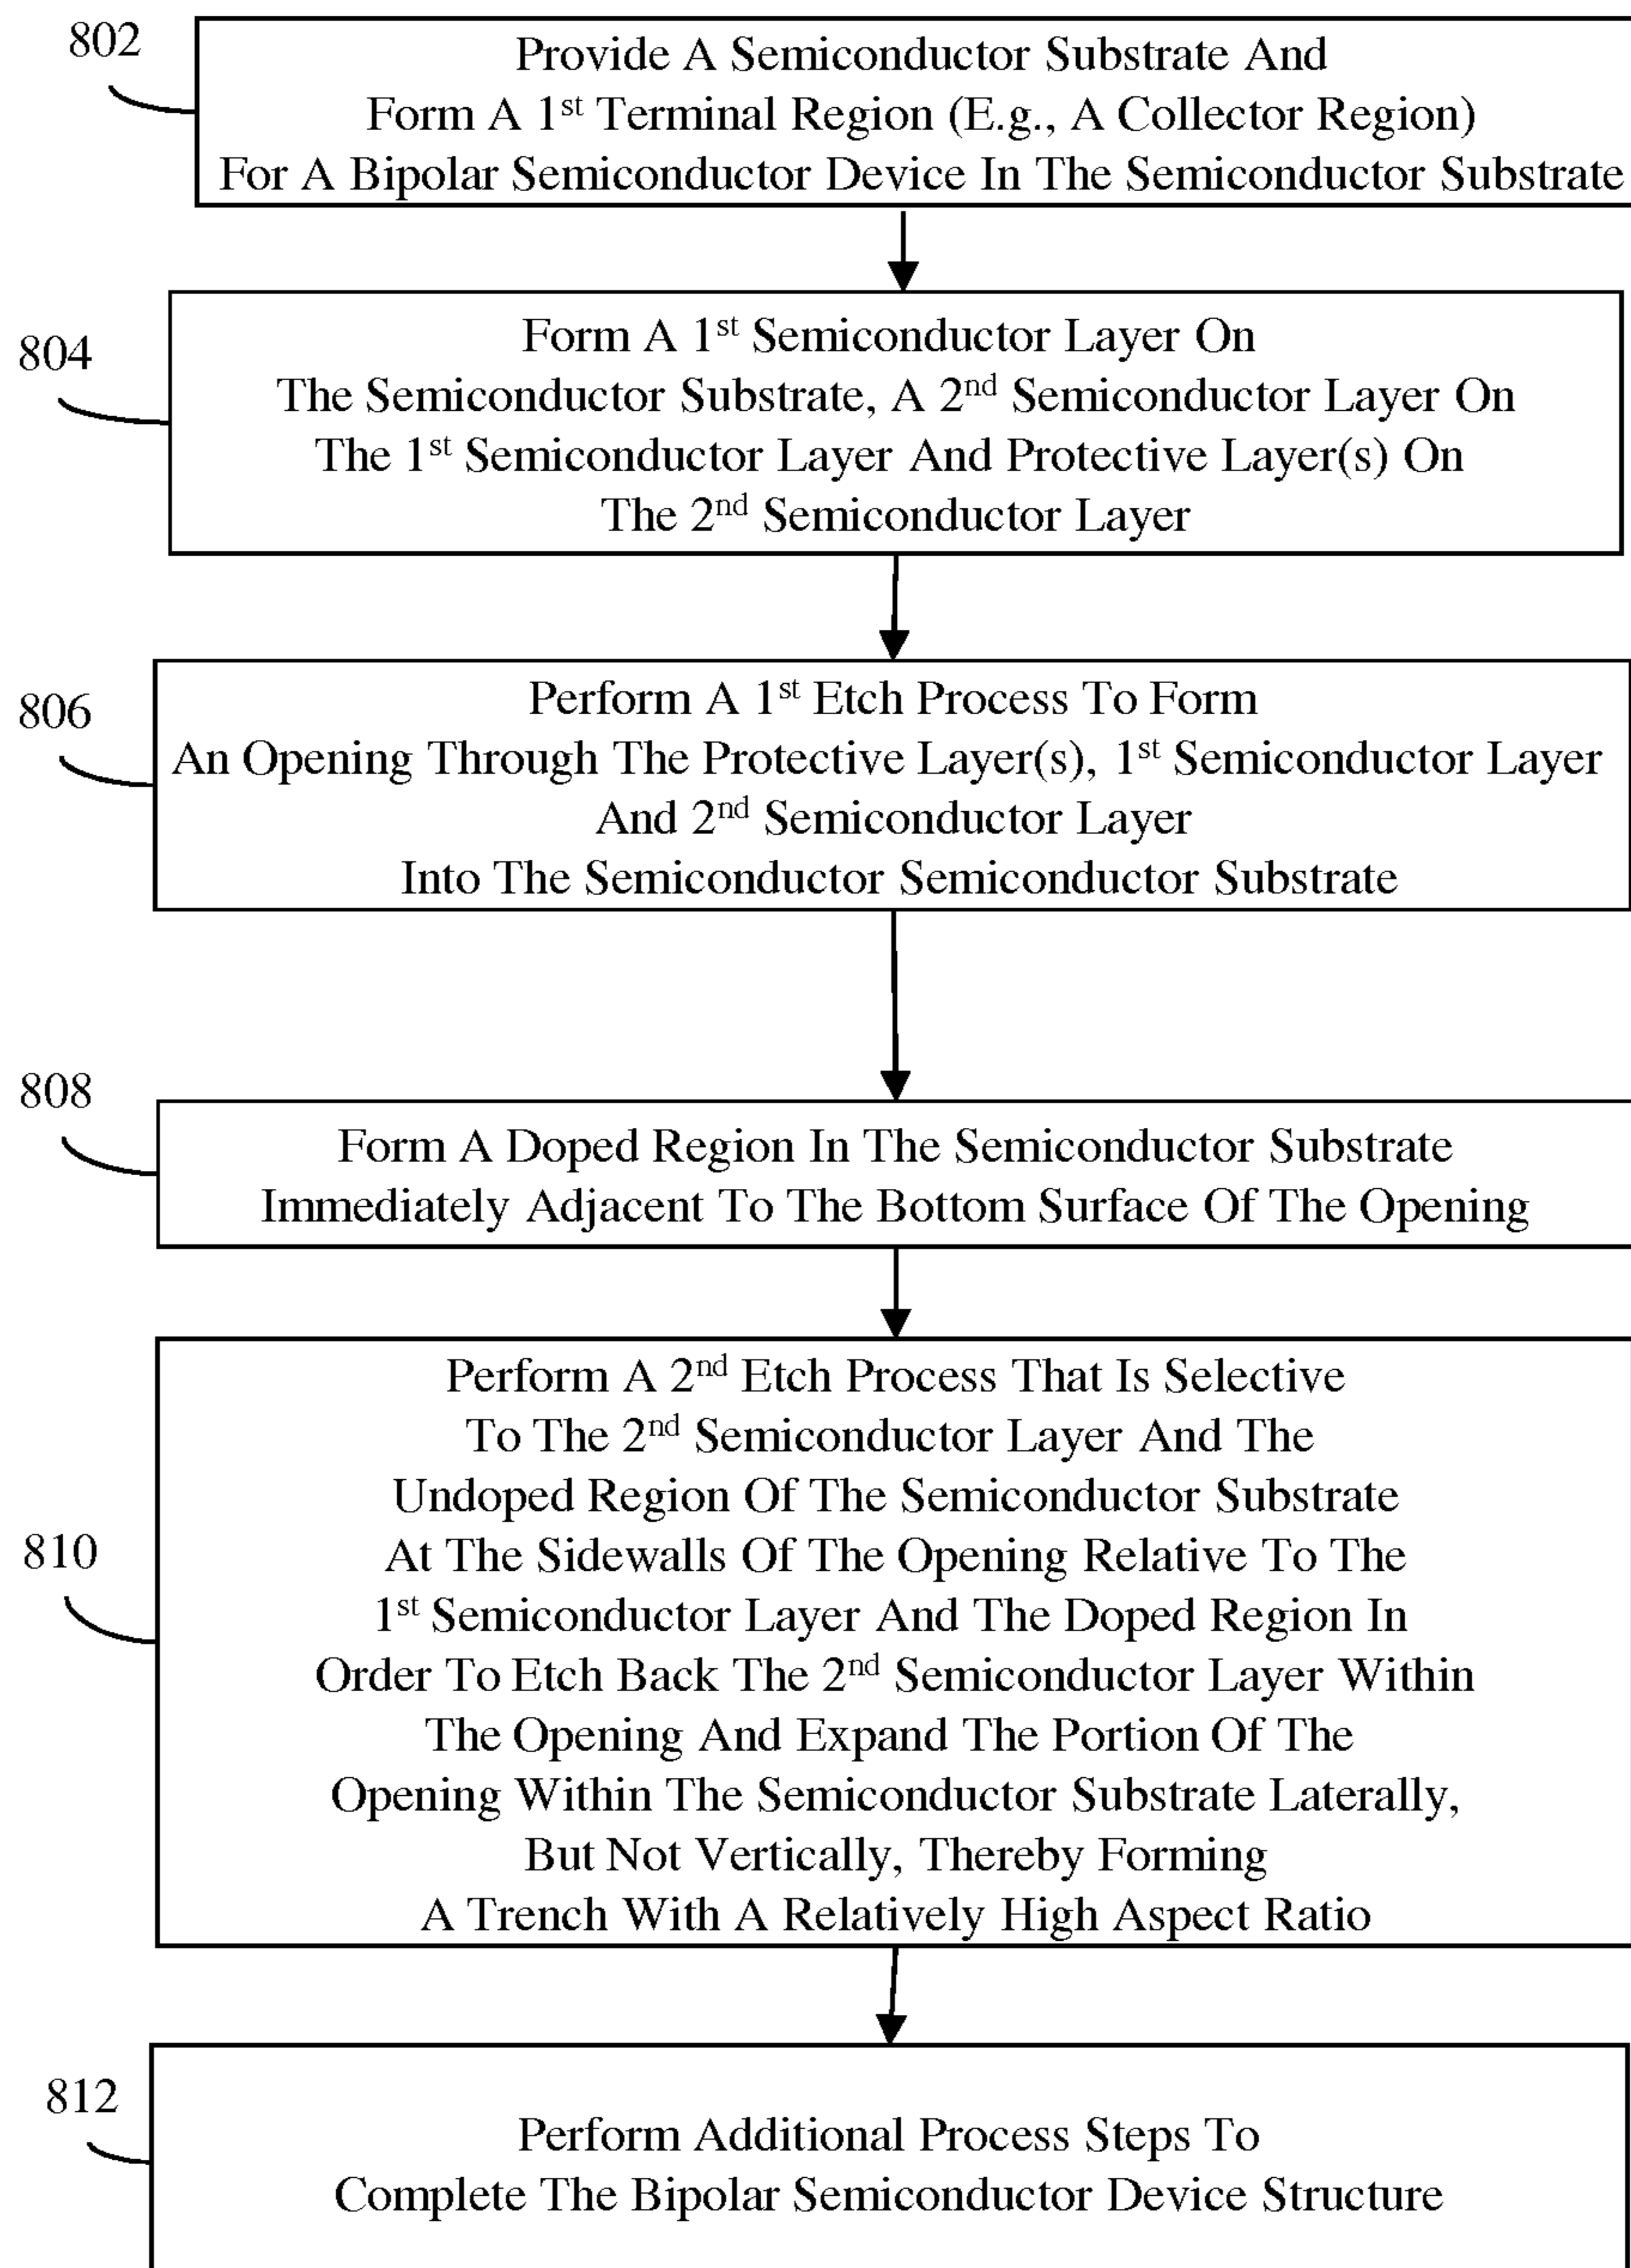 802
Provide A Semiconductor Substrate And
Form A 1st Terminal Region (E.g., A Collector Region)
For A Bipolar Semiconductor Device In The Semiconductor Substrate
804
Form A 1st Semiconductor Layer On
The Semiconductor Substrate, A 2nd Semiconductor Layer On
The 1st Semiconductor Layer And Protective Layer(s) On
The 2nd Semiconductor Layer
806
Perform A 1st Etch Process To Form
An Opening Through The Protective Layer(s), 1st Semiconductor Layer
And 2nd Semiconductor Layer
Into The Semiconductor Semiconductor Substrate
808
Form A Doped Region In The Semiconductor Substrate
Immediately Adjacent To The Bottom Surface Of The Opening
810
Perform A 2nd Etch Process That Is Selective
To The 2nd Semiconductor Layer And The
Undoped Region Of The Semiconductor Substrate
At The Sidewalls Of The Opening Relative To The
1st Semiconductor Layer And The Doped Region In
Order To Etch Back The 2nd Semiconductor Layer Within
The Opening And Expand The Portion Of The
Opening Within The Semiconductor Substrate Laterally,
But Not Vertically, Thereby Forming
A Trench With A Relatively High Aspect Ratio
812
Perform Additional Process Steps To
Complete The Bipolar Semiconductor Device Structure